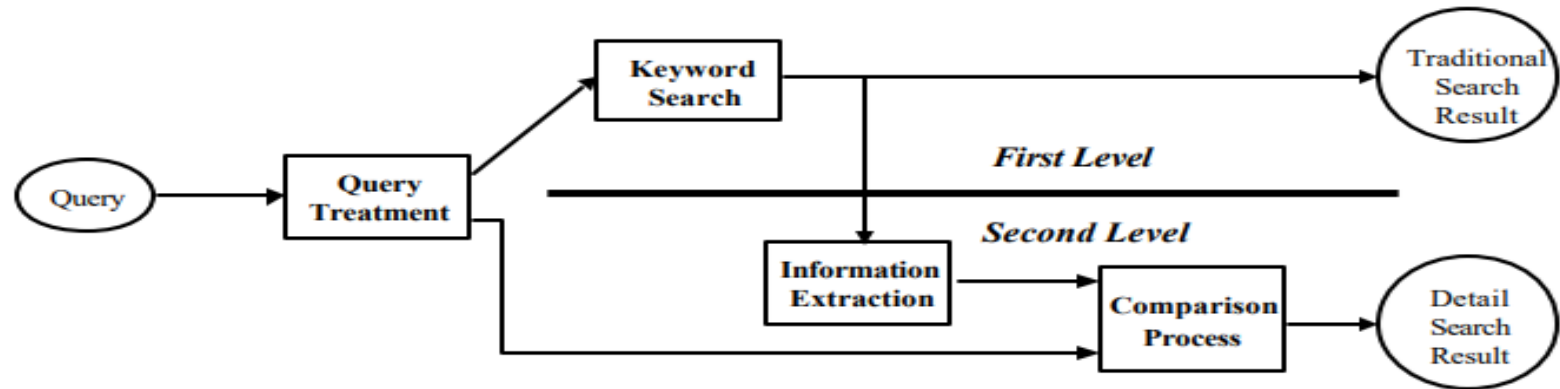 Keyword
Search
Traditional
Search
Result
First Level
Query
Query
Treatment
Second Level
Information
Extraction
Comparison
Process
Detail
Search
Result